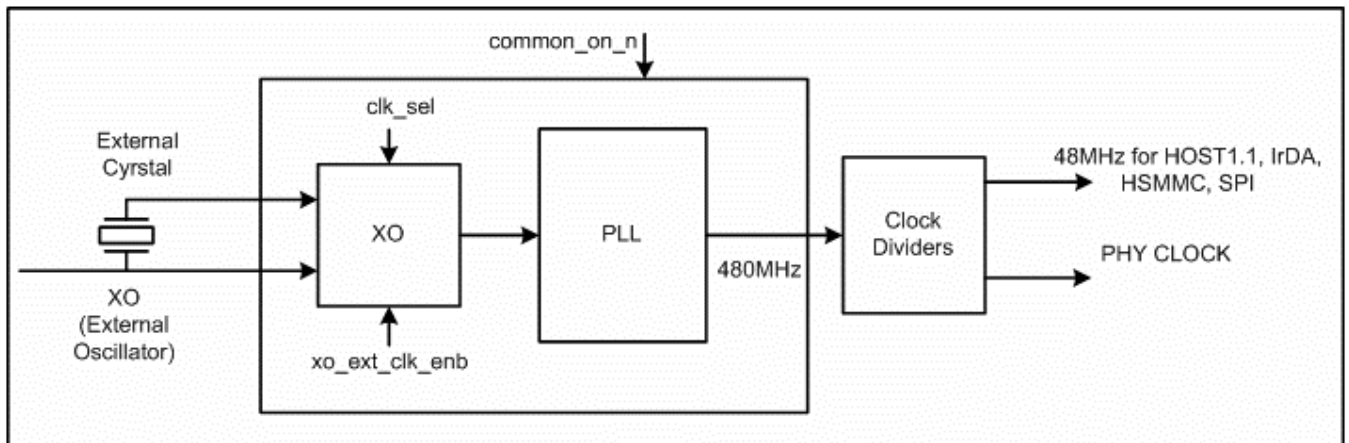 common_on_n
clk_sel
External
Cyrstal
XO
PLL
480MHz
Clock
Dividers
48MHz for HOST1.1, IrDA,
HSMMC, SPI
PHY CLOCK
XO
(External
Oscillator)
xo_ext_clk_enb